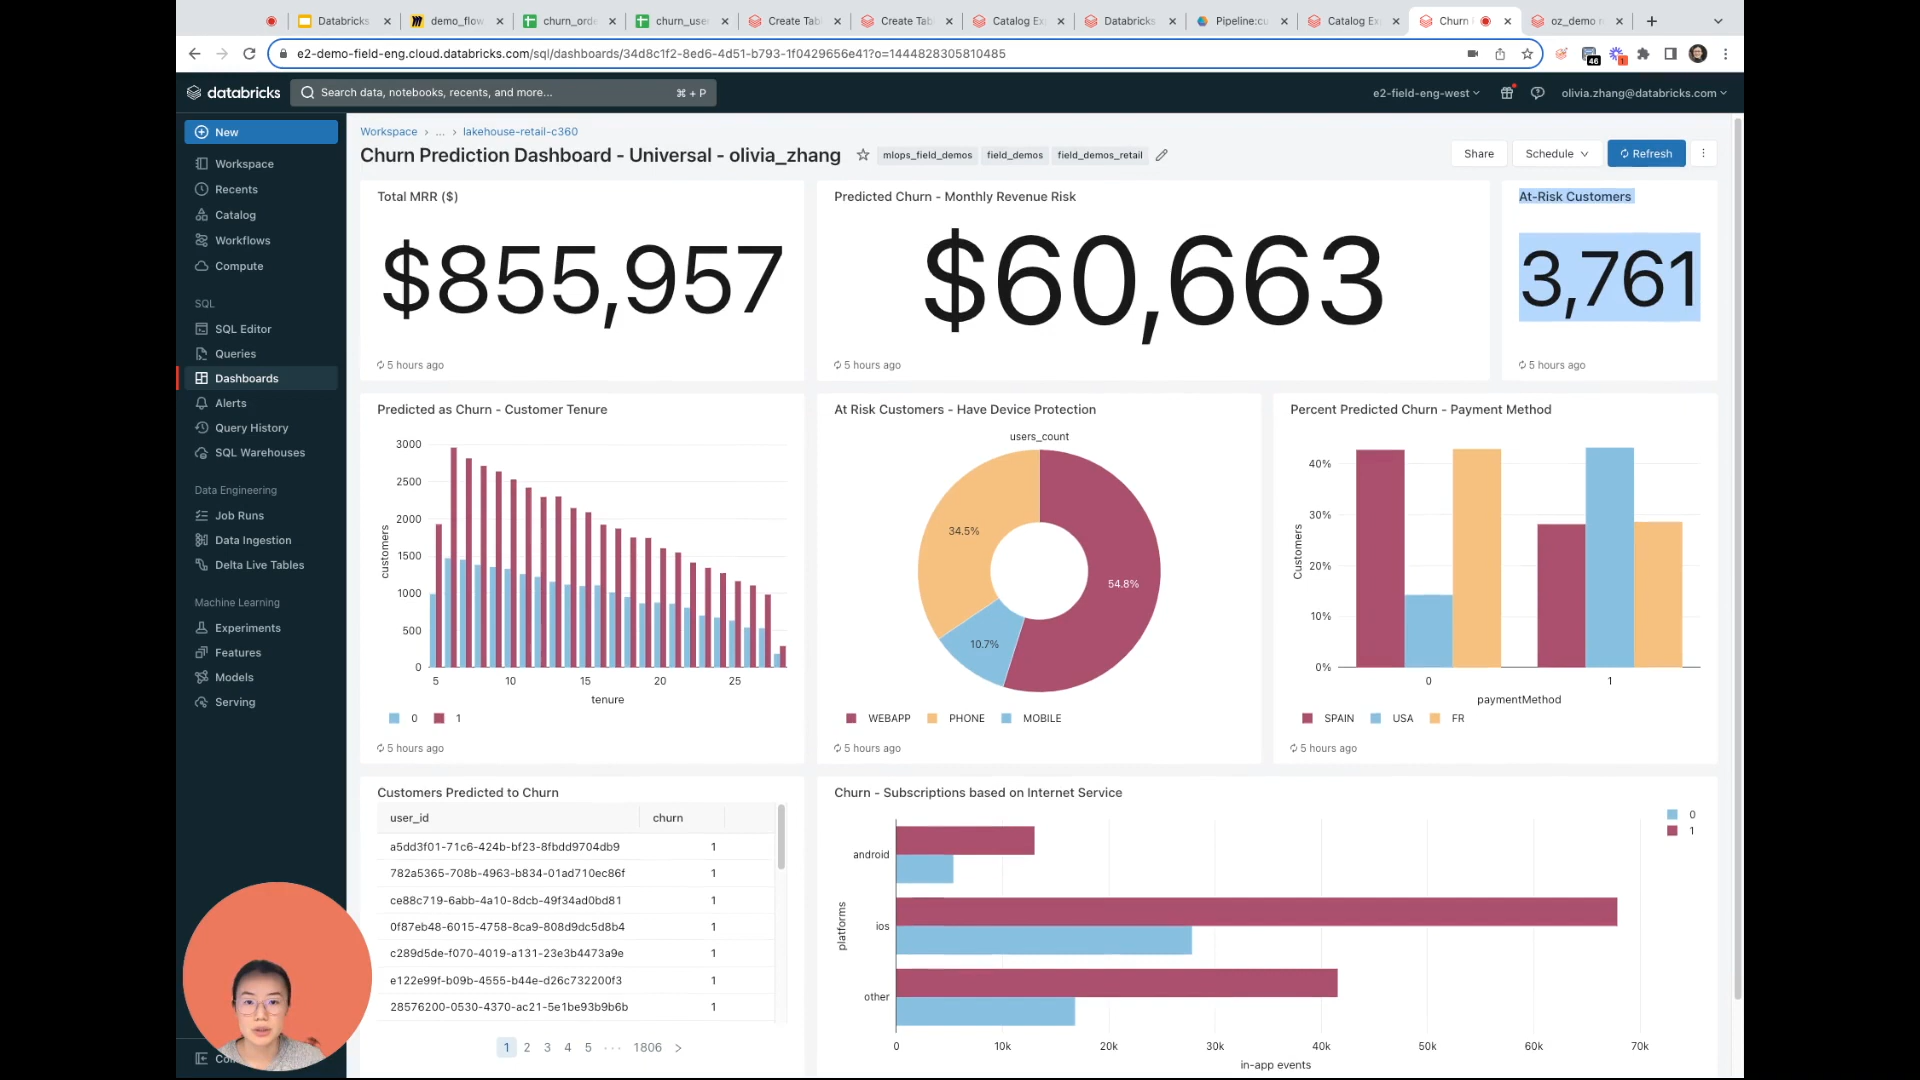 Databricks
demo_flow
churn_orde
churn_use
Create Tab
Create Tab
Catalog Ex
Databricks
Pipeline:cu
Catalog Ex
Churn
oz_demo
e2-demo-field-eng.cloud.databricks.com/sql/dashboards/34d8c1f2-8ed6-4d51-b793-1f0429656e41?o=1444828305810485
46
1
databricks
Search data, notebooks, recents, and more...
⌘ + P
e2-field-eng-west
olivia.zhang@databricks.com
New
Workspace
Recents
Catalog
Workflows
Compute
SQL
SQL Editor
Queries
Dashboards
Alerts
Query History
SQL Warehouses
Data Engineering
Job Runs
Data Ingestion
Delta Live Tables
Machine Learning
Experiments
Features
Models
Serving
Workspace › ... › lakehouse-retail-c360
Churn Prediction Dashboard - Universal - olivia_zhang
mlops_field_demos
field_demos
field_demos_retail
Share
Schedule
Refresh
Total MRR ($)
$855,957
5 hours ago
Predicted Churn - Monthly Revenue Risk
$60,663
5 hours ago
At-Risk Customers
3,761
5 hours ago
Predicted as Churn - Customer Tenure
3000
2500
2000
1500
1000
500
0
customers
5 10 15 20 25
tenure
0 1
5 hours ago
At Risk Customers - Have Device Protection
users_count
34.5%
54.8%
10.7%
WEBAPP PHONE MOBILE
5 hours ago
Percent Predicted Churn - Payment Method
40%
30%
20%
10%
0%
Customers
0 1
paymentMethod
SPAIN USA FR
5 hours ago
Customers Predicted to Churn
user_id churn
a5dd3f01-71c6-424b-bf23-8fbdd9704db9 1
782a5365-708b-4963-b834-01ad710ec86f 1
ce88c719-6abb-4a10-8dcb-49f34ad0bd81 1
0f87eb48-6015-4758-8ca9-808d9dc5d8b4 1
c289d5de-f070-4019-a131-23e3b4473a9e 1
e122e99f-b09b-4555-b44e-d26c732200f3 1
28576200-0530-4370-ac21-5e1be93b9b6b 1
1 2 3 4 5 ··· 1806 >
Churn - Subscriptions based on Internet Service
0
1
android
ios
other
platforms
0 10k 20k 30k 40k 50k 60k 70k
in-app events